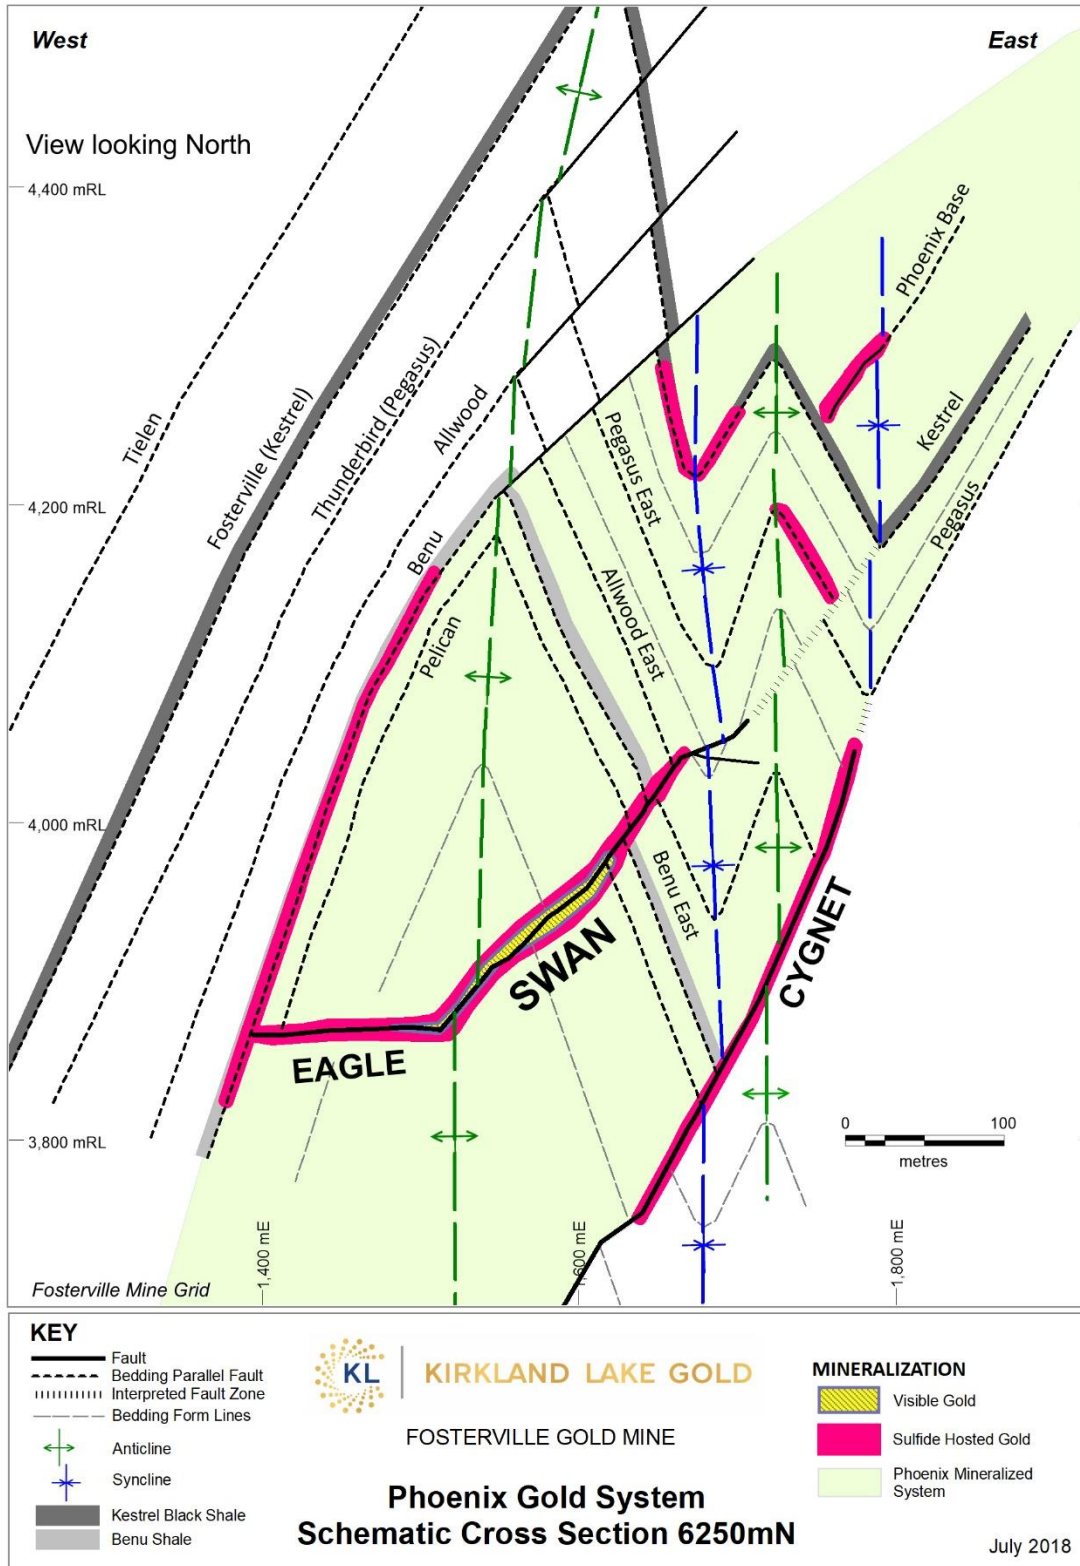 West
East
View looking North
4,400 mRL
Phoenix Base
Tielen
Fosterville (Kestrel)
Thunderbird (Pegasus)
Allwood
Pegasus East
Kestrel
4,200 mRL
Benu
Pegasus
Pelican
Allwood East
4,000 mRL
Benu East
SWAN
CYGNET
EAGLE
3,800 mRL
0 100
metres
1,400 mE
1,600 mE
1,800 mE
Fosterville Mine Grid
KEY
Fault
Bedding Parallel Fault
Interpreted Fault Zone
Bedding Form Lines
Anticline
Syncline
Kestrel Black Shale
Benu Shale
KL KIRKLAND LAKE GOLD
FOSTERVILLE GOLD MINE
Phoenix Gold System
Schematic Cross Section 6250mN
MINERALIZATION
Visible Gold
Sulfide Hosted Gold
Phoenix Mineralized
System
July 2018